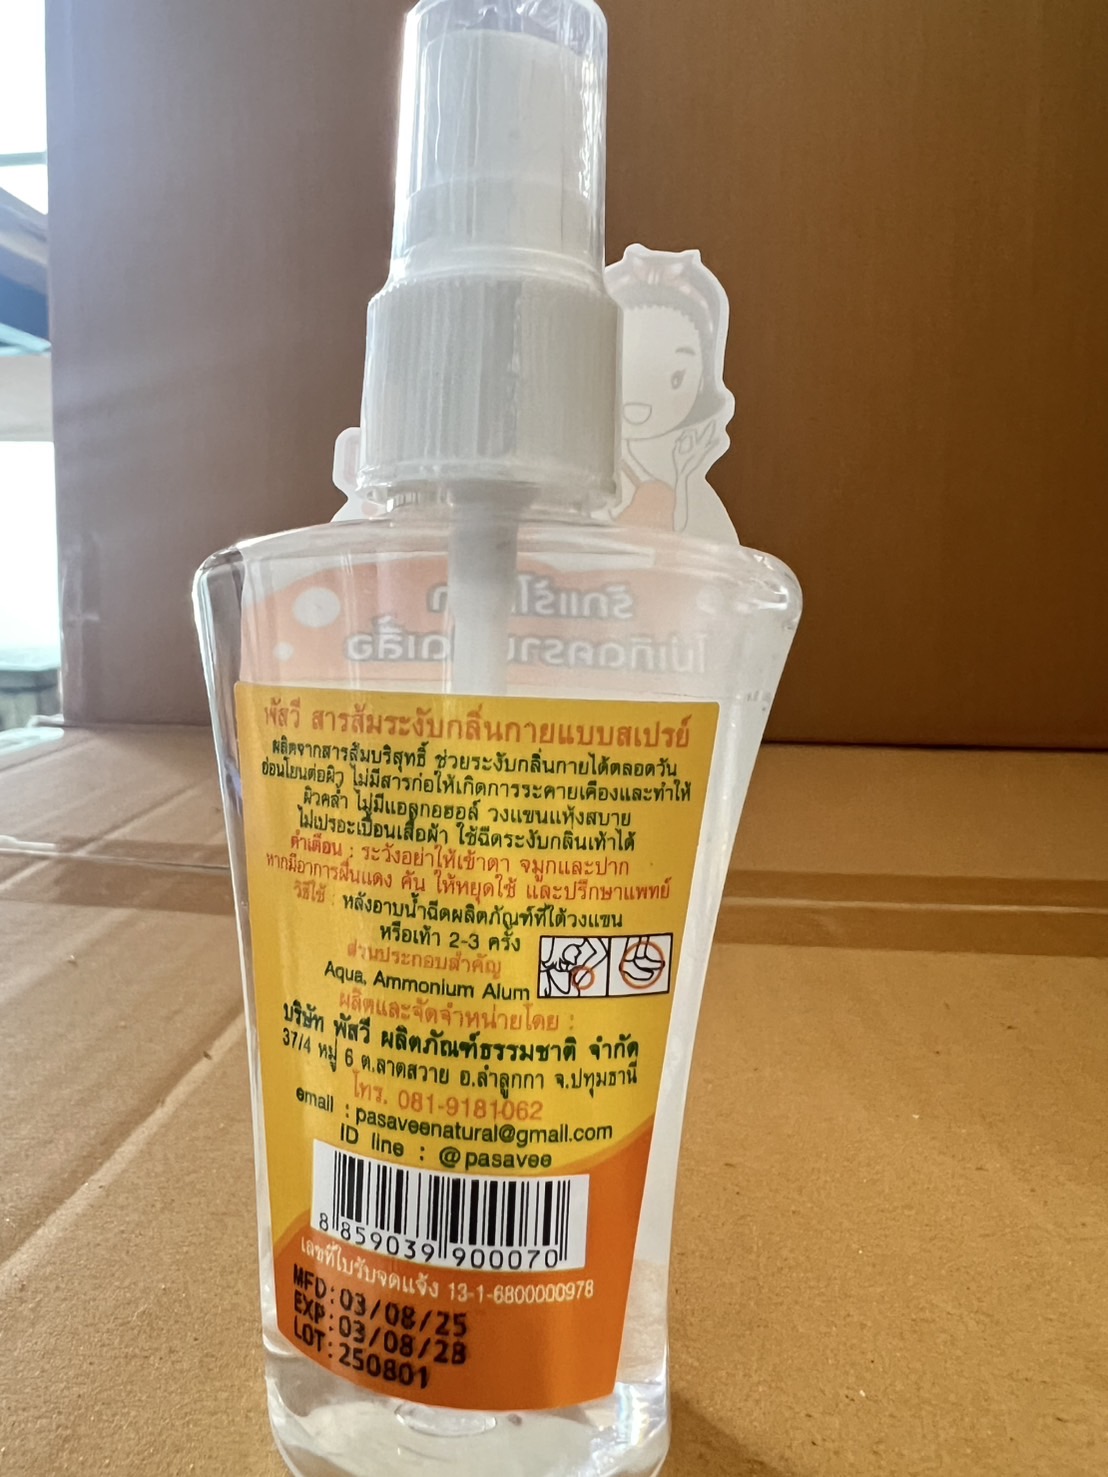 รักแร้
ไม่เกิดคราบ
พัสวี สารส้มระงับกลิ่นกายแบบสเปรย์
ผลิตจากสารส้มบริสุทธิ์ ช่วยระงับกลิ่นกายได้ตลอดวัน
อ่อนโยนต่อผิว ไม่มีสารก่อให้เกิดการระคายเคืองและทำให้
ผิวคล้ำ ไม่มีแอลกอฮอล์ วงแขนแห้งสบาย
ไม่เปรอะเปื้อนเสื้อผ้า ใช้ฉีดระงับกลิ่นเท้าได้
คำเตือน : ระวังอย่าให้เข้าตา จมูกและปาก
หากมีอาการผื่นแดง คัน ให้หยุดใช้ และปรึกษาแพทย์
วิธีใช้ : หลังอาบน้ำฉีดผลิตภัณฑ์ที่ใต้วงแขน
หรือเท้า 2-3 ครั้ง
ส่วนประกอบสำคัญ
Aqua, Ammonium Alum
ผลิตและจัดจำหน่ายโดย :
บริษัท พัสวี ผลิตภัณฑ์ธรรมชาติ จำกัด
37/4 หมู่ 6 ต.ลาดสวาย อ.ลำลูกกา จ.ปทุมธานี
โทร. 081-9181062
email : pasaveenatural@gmail.com
ID line : @pasavee
8 859039 900070
เลขที่ใบรับจดแจ้ง 13-1-6800000978
MFD:03/08/25
EXP:03/08/28
LOT:250801